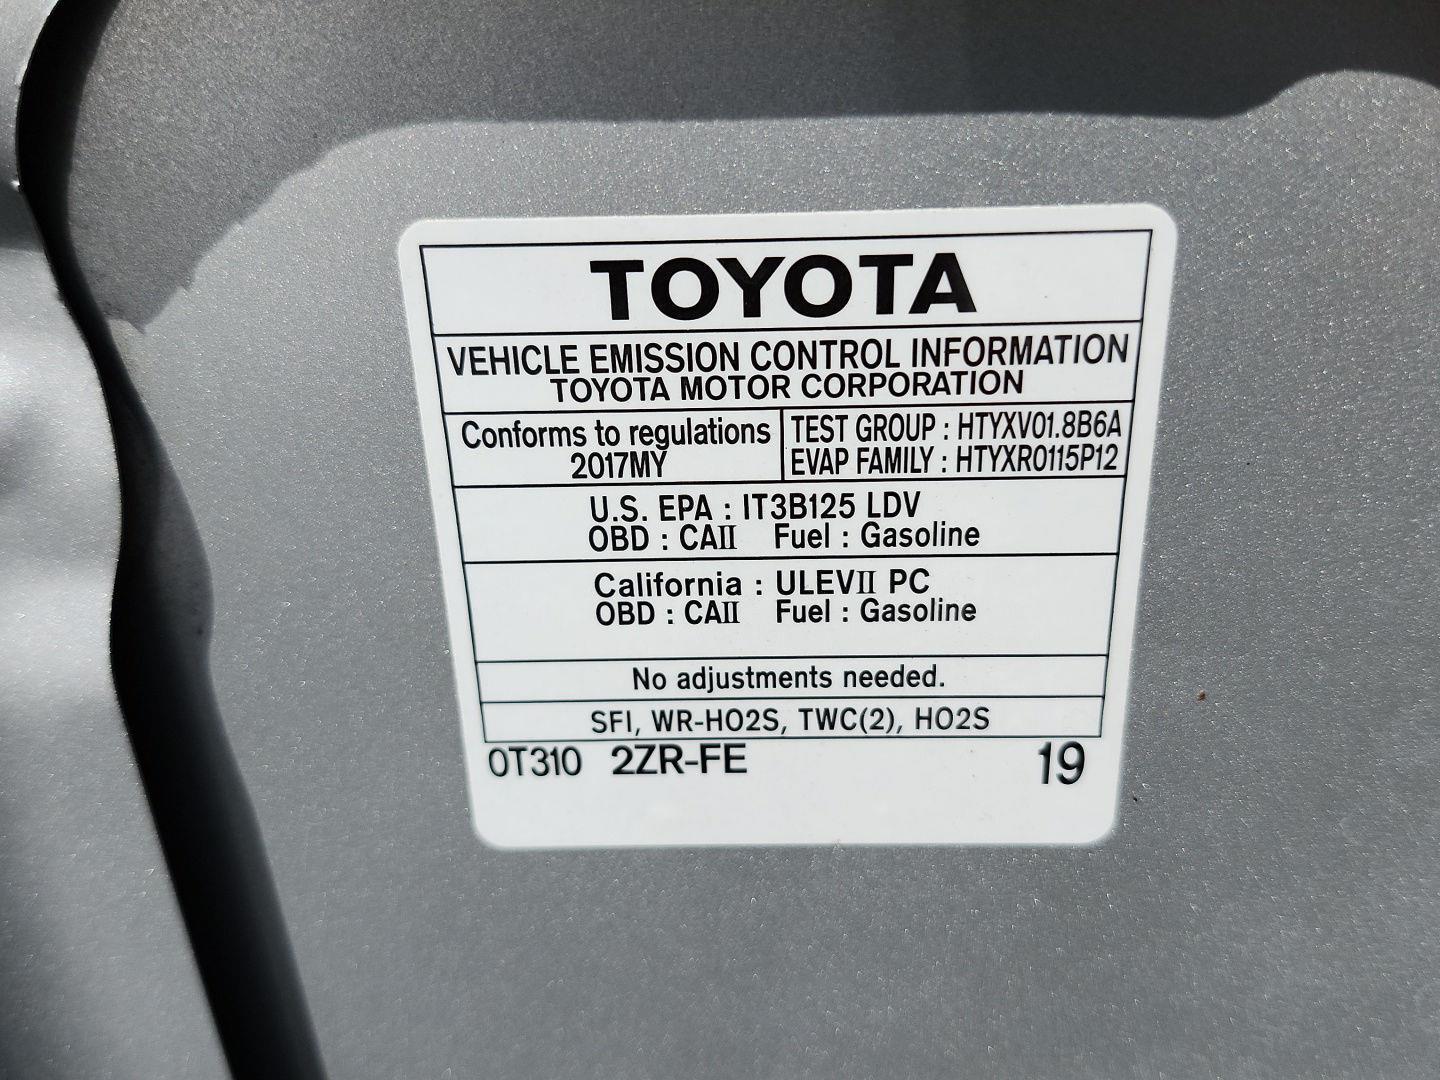 TOYOTA
VEHICLE EMISSION CONTROL INFORMATION
TOYOTA MOTOR CORPORATION
Conforms to regulations
2017MY
TEST GROUP : HTYXV01.8B6A
EVAP FAMILY : HTYXR0115P12
U.S. EPA : IT3B125 LDV
OBD : CAII Fuel : Gasoline
California : ULEVII PC
OBD : CAII Fuel : Gasoline
No adjustments needed.
SFI, WR-HO2S, TWC(2), HO2S
0T310 2ZR-FE 19